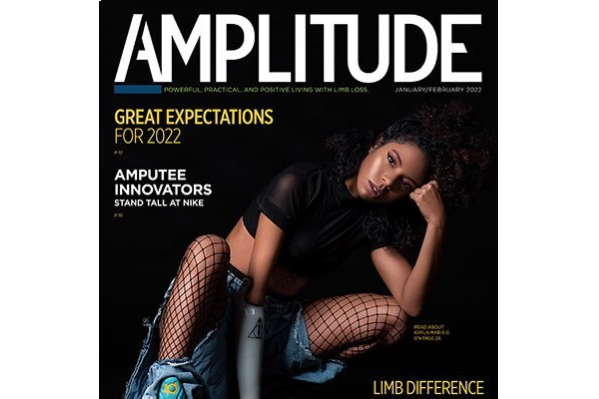 AMPLITUDE
POWERFUL, PRACTICAL, AND POSITIVE LIVING WITH LIMB LOSS.
JANUARY/FEBRUARY 2022
GREAT EXPECTATIONS
FOR 2022
AMPUTEE
INNOVATORS
STAND TALL AT NIKE
READ ABOUT
ON PAGE 20
LIMB DIFFERENCE